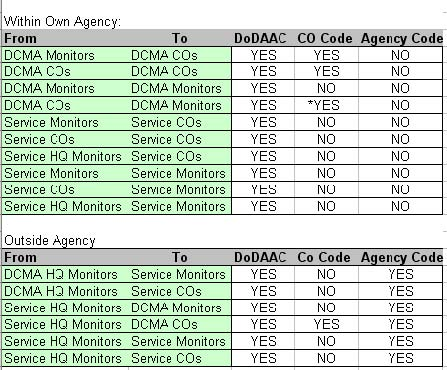 Within Own Agency:
From To DoDAAC CO Code Agency Code
DCMA Monitors DCMA COs YES YES NO
DCMA COs DCMA COs YES YES NO
DCMA Monitors DCMA Monitors YES NO NO
DCMA COs DCMA Monitors YES *YES NO
Service Monitors Service COs YES NO NO
Service COs Service COs YES NO NO
Service HQ Monitors Service COs YES NO NO
Service Monitors Service Monitors YES NO NO
Service COs Service Monitors YES NO NO
Service HQ Monitors Service Monitors YES NO NO
Outside Agency
From To DoDAAC Co Code Agency Code
DCMA HQ Monitors Service Monitors YES NO YES
DCMA HQ Monitors Service COs YES NO YES
Service HQ Monitors DCMA Monitors YES NO YES
Service HQ Monitors DCMA COs YES YES YES
Service HQ Monitors Service Monitors YES NO YES
Service HQ Monitors Service COs YES NO YES